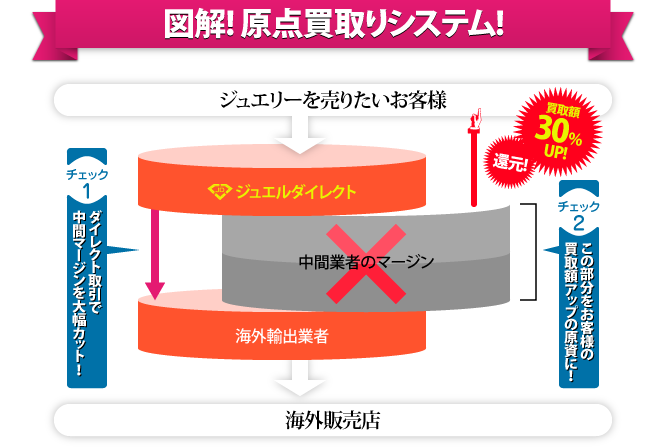 図解!原点買取りシステム!
ジュエリーを売りたいお客様
買取額
30%
UP!
還元!
チェック
1
ダイレクト取引で
中間マージンを大幅カット!
ジュエルダイレクト
チェック
2
この部分をお客様の
買取額アップの原資に!
中間業者のマージン
海外輸出業者
海外販売店